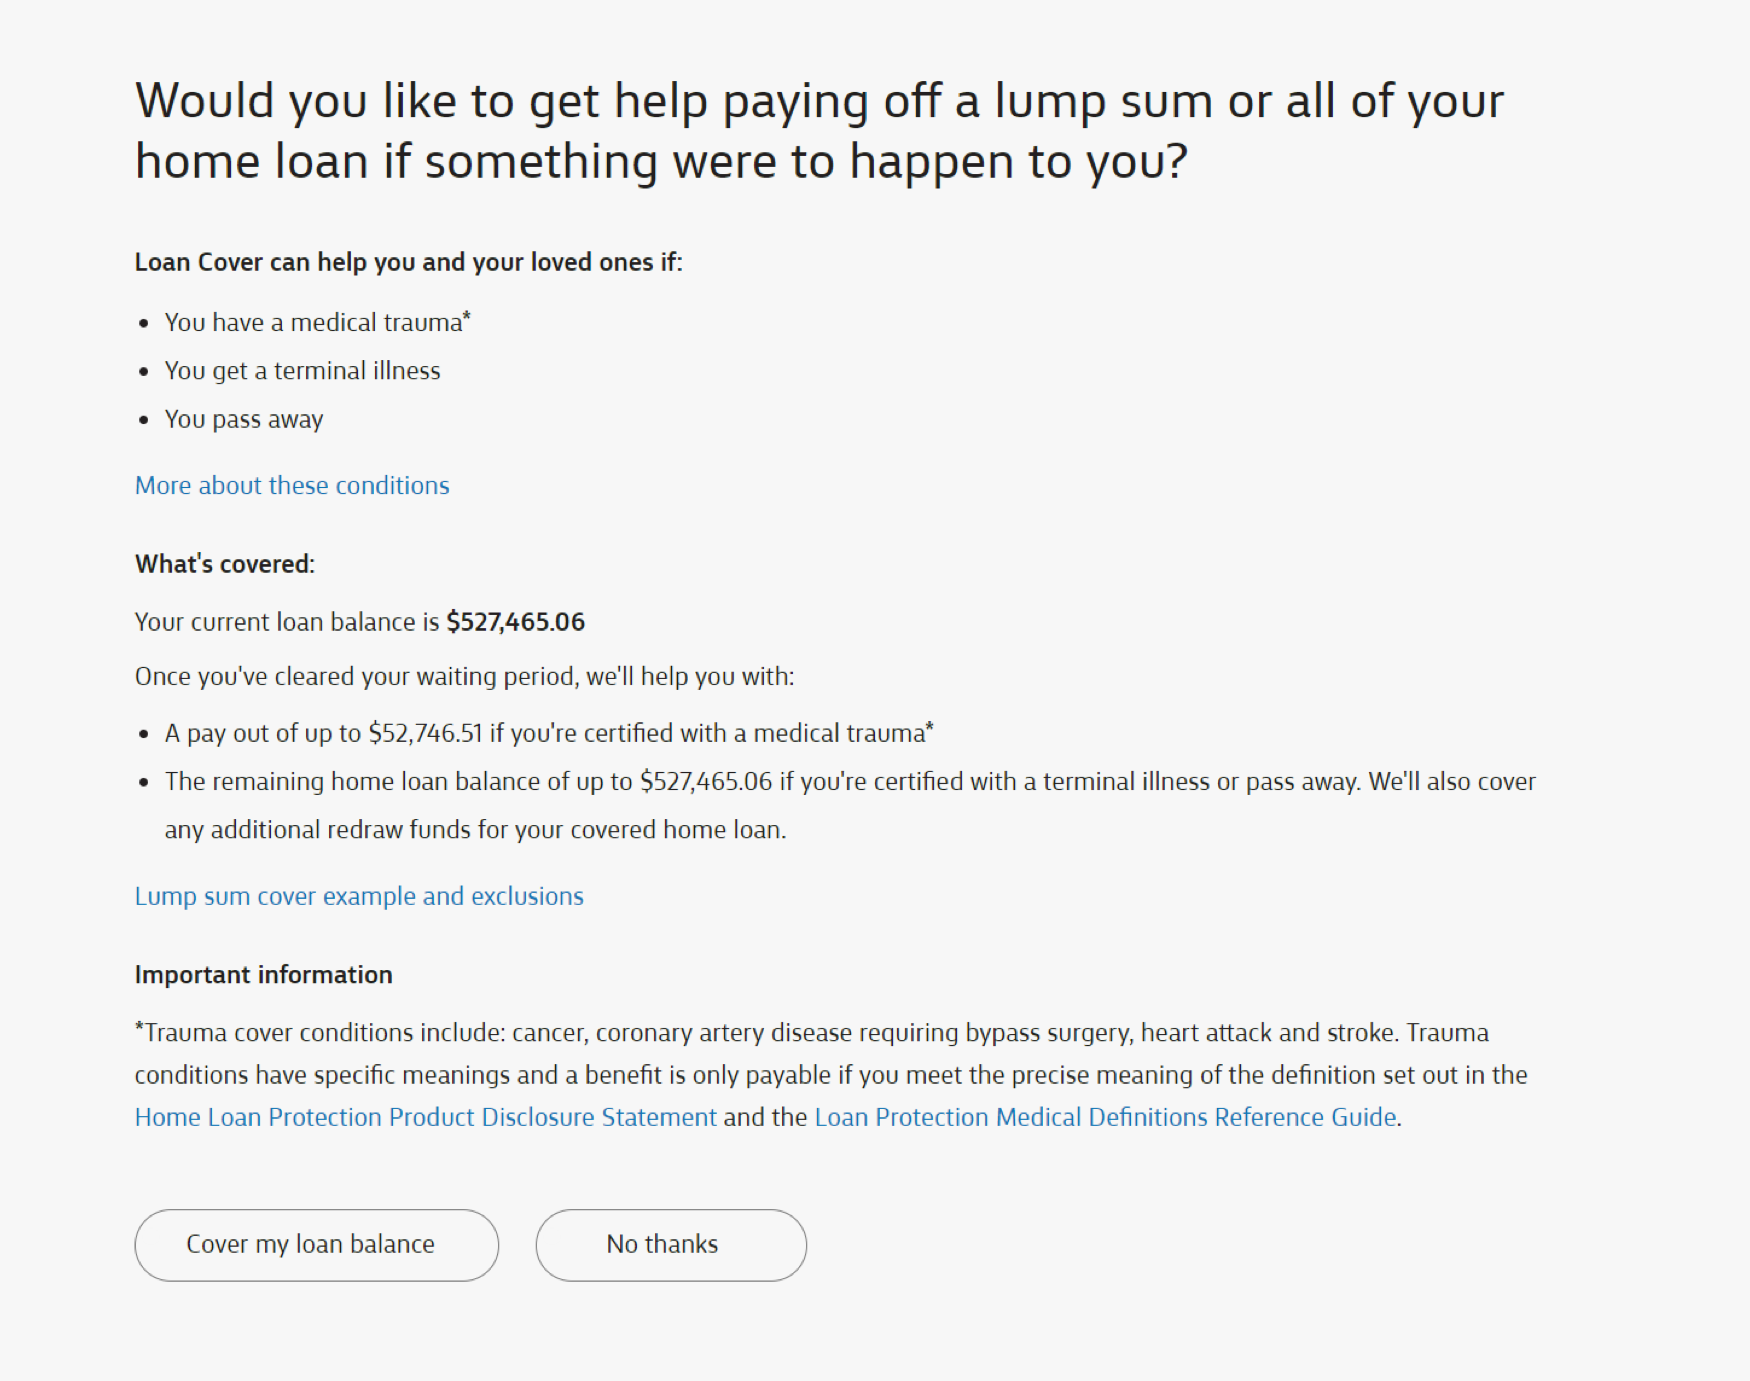 Would you like to get help paying off a lump sum or all of your
home loan if something were to happen to you?
Loan Cover can help you and your loved ones if:
• You have a medical trauma*
• You get a terminal illness
• You pass away
More about these conditions
What's covered:
Your current loan balance is $527,465.06
Once you've cleared your waiting period, we'll help you with:
• A pay out of up to $52,746.51 if you're certified with a medical trauma*
• The remaining home loan balance of up to $527,465.06 if you're certified with a terminal illness or pass away. We'll also cover
any additional redraw funds for your covered home loan.
Lump sum cover example and exclusions
Important information
*Trauma cover conditions include: cancer, coronary artery disease requiring bypass surgery, heart attack and stroke. Trauma
conditions have specific meanings and a benefit is only payable if you meet the precise meaning of the definition set out in the
Home Loan Protection Product Disclosure Statement and the Loan Protection Medical Definitions Reference Guide.
Cover my loan balance
No thanks